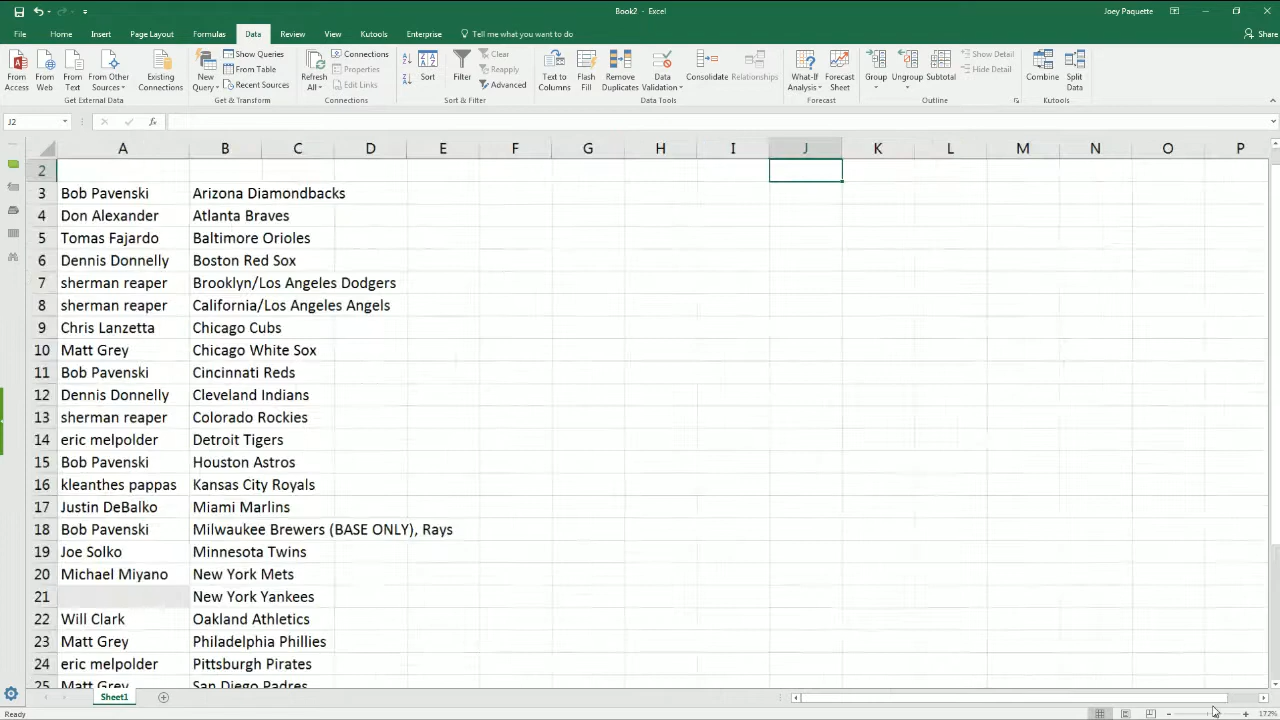 Book2 - Excel
Joey Paquette
File Home Insert Page Layout Formulas Data Review View Kutools Enterprise Tell me what you want to do Share
From Access
From Web
From Text
From Other Sources
Existing Connections
Get External Data
New Query
Show Queries
From Table
Recent Sources
Get & Transform
Refresh All
Connections
Properties
Edit Links
Connections
Sort
Filter
Clear
Reapply
Advanced
Sort & Filter
Text to Columns
Flash Fill
Remove Duplicates
Data Validation
Consolidate
Relationships
Data Tools
What-If Analysis
Forecast Sheet
Forecast
Group
Ungroup
Subtotal
Show Detail
Hide Detail
Outline
Combine
Split Data
Kutools
J2 fx
A B C D E F G H I J K L M N O P
2
3 Bob Pavenski Arizona Diamondbacks
4 Don Alexander Atlanta Braves
5 Tomas Fajardo Baltimore Orioles
6 Dennis Donnelly Boston Red Sox
7 sherman reaper Brooklyn/Los Angeles Dodgers
8 sherman reaper California/Los Angeles Angels
9 Chris Lanzetta Chicago Cubs
10 Matt Grey Chicago White Sox
11 Bob Pavenski Cincinnati Reds
12 Dennis Donnelly Cleveland Indians
13 sherman reaper Colorado Rockies
14 eric melpolder Detroit Tigers
15 Bob Pavenski Houston Astros
16 kleanthes pappas Kansas City Royals
17 Justin DeBalko Miami Marlins
18 Bob Pavenski Milwaukee Brewers (BASE ONLY), Rays
19 Joe Solko Minnesota Twins
20 Michael Miyano New York Mets
21 New York Yankees
22 Will Clark Oakland Athletics
23 Matt Grey Philadelphia Phillies
24 eric melpolder Pittsburgh Pirates
25 Matt Grey San Diego Padres
Sheet1
Ready
172%